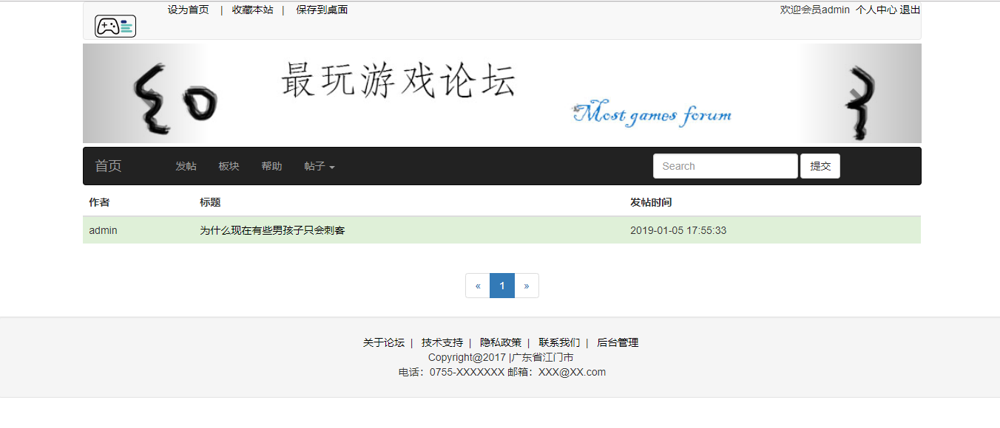 设为首页 | 收藏本站 | 保存到桌面 欢迎会员admin 个人中心 退出
最玩游戏论坛
Most games forum
首页 发帖 板块 帮助 帖子 Search 提交
作者 标题 发帖时间
admin 为什么现在有些男孩子只会刺客 2019-01-05 17:55:33
« 1 »
关于论坛 | 技术支持 | 隐私政策 | 联系我们 | 后台管理
Copyright@2017 |广东省江门市
电话：0755-XXXXXXX 邮箱：XXX@XX.com